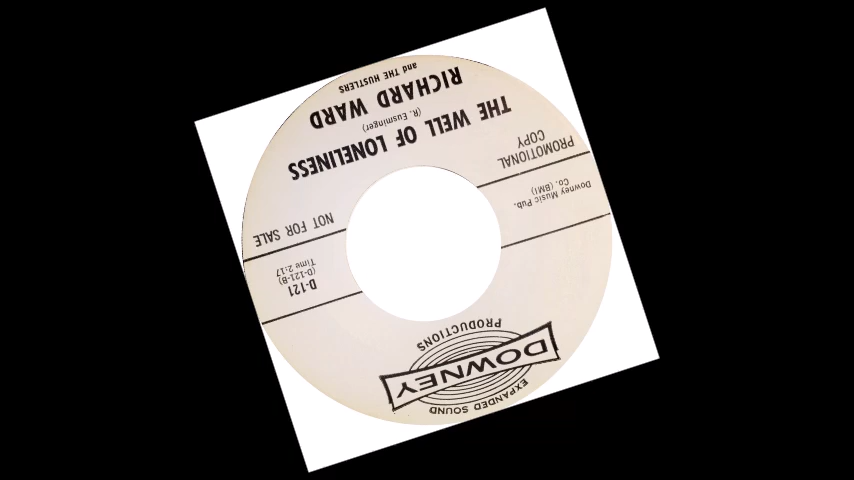 EXPANDED SOUND
DOWNEY
PRODUCTIONS
Downey Music Pub.
Co. (BMI)
D-121
(D-121-B)
Time 2:17
PROMOTIONAL
COPY
NOT FOR SALE
THE WELL OF LONELINESS
(R. Eusminger)
RICHARD WARD
and THE HUSTLERS